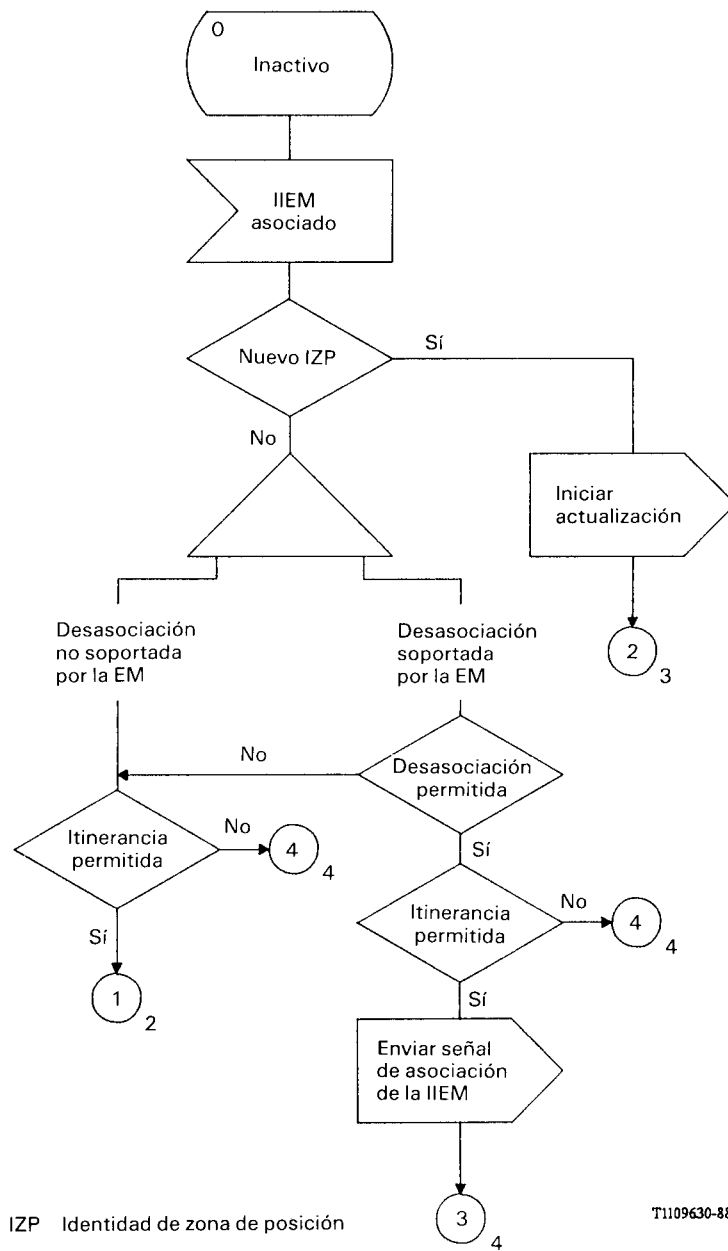 0
Inactivo
IIEM
asociado
Nuevo IZP
Sí
No
Iniciar
actualización
2
3
Desasociación
no soportada
por la EM
Desasociación
soportada
por la EM
No
Desasociación
permitida
Itinerancia
permitida
No
4
4
Sí
Sí
1
2
Itinerancia
permitida
No
4
4
Sí
Enviar señal
de asociación
de la IIEM
3
4
IZP Identidad de zona de posición
T1109630-88